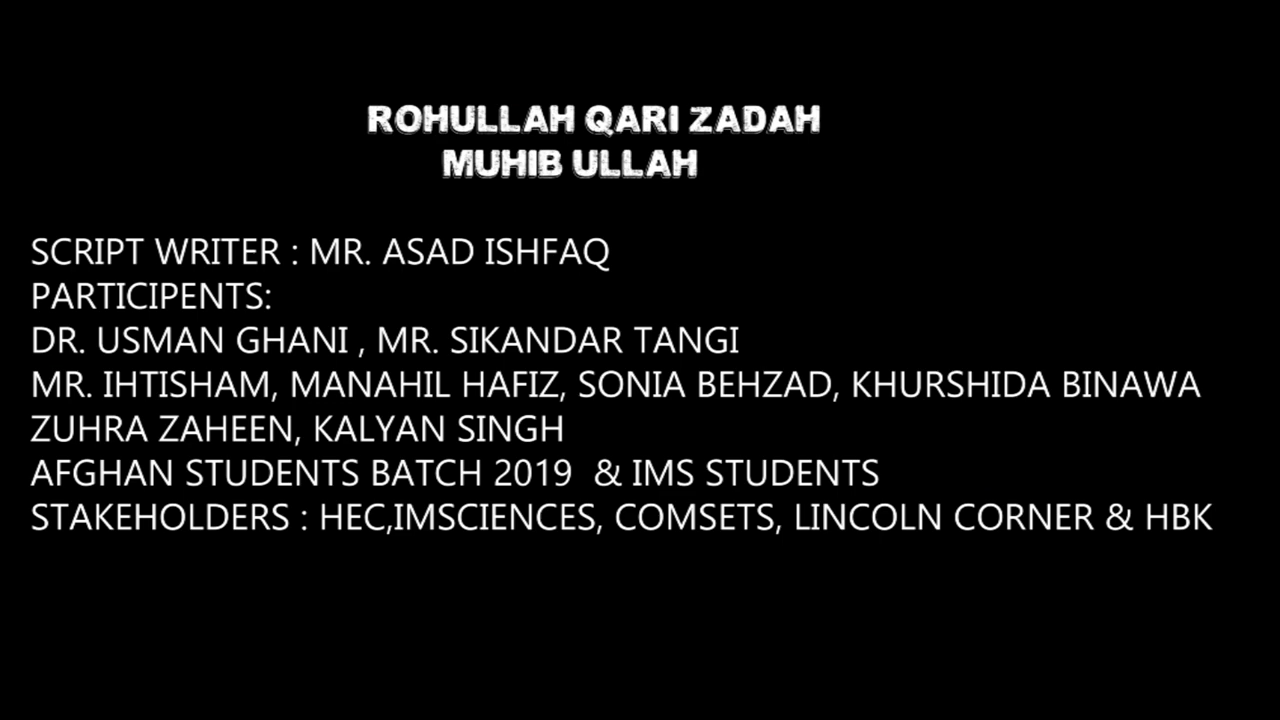 ROHULLAH QARI ZADAH
MUHIB ULLAH
SCRIPT WRITER : MR. ASAD ISHFAQ
PARTICIPENTS:
DR. USMAN GHANI , MR. SIKANDAR TANGI
MR. IHTISHAM, MANAHIL HAFIZ, SONIA BEHZAD, KHURSHIDA BINAWA
ZUHRA ZAHEEN, KALYAN SINGH
AFGHAN STUDENTS BATCH 2019  & IMS STUDENTS
STAKEHOLDERS : HEC,IMSCIENCES, COMSETS, LINCOLN CORNER & HBK